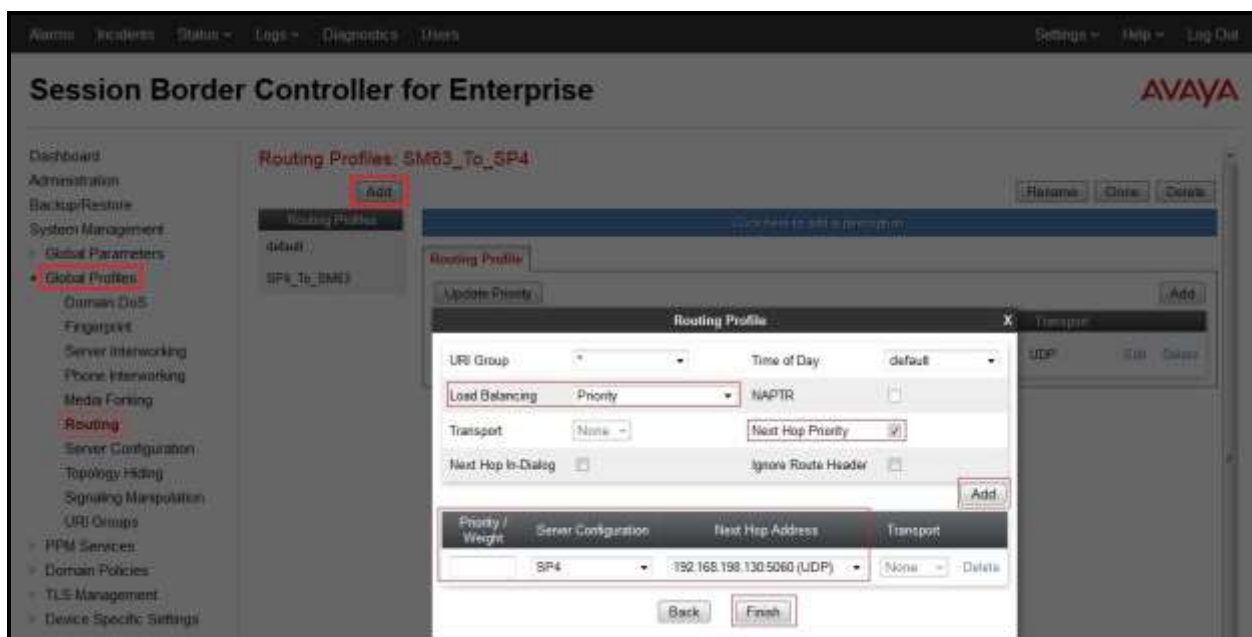 Alarms Incidents Status Logs Diagnostics Users Settings Help Log Out
Session Border Controller for Enterprise
AVAYA
Dashboard
Administration
Backup/Restore
System Management
Global Parameters
Global Profiles
Domain DoS
Fingerprint
Server Interworking
Phone Interworking
Media Forking
Routing
Server Configuration
Topology Hiding
Signaling Manipulation
URI Groups
PPM Services
Domain Policies
TLS Management
Device Specific Settings
Routing Profiles: SM63_To_SP4
Add
Rename Clone Delete
Routing Profiles
default
SP4_To_SM63
Click here to add a description.
Routing Profile
Update Priority Add
Transport
UDP Edit Delete
Routing Profile X
URI Group * Time of Day default
Load Balancing Priority NAPTR
Transport None Next Hop Priority
Next Hop In-Dialog Ignore Route Header
Add
Priority / Weight Server Configuration Next Hop Address Transport
SP4 192.168.198.130:5060 (UDP) None Delete
Back Finish